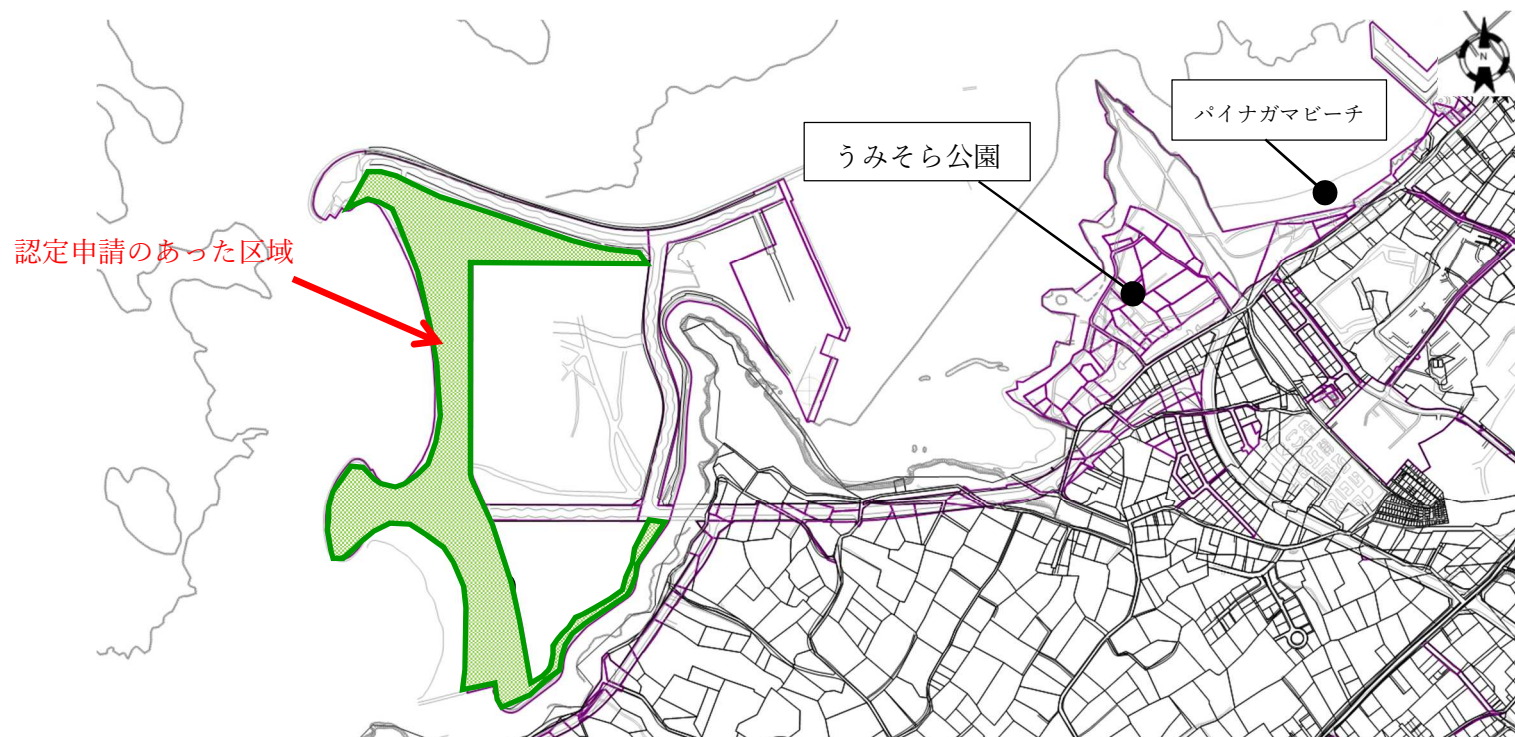 N
パイナガマビーチ
うみそら公園
認定申請のあった区域